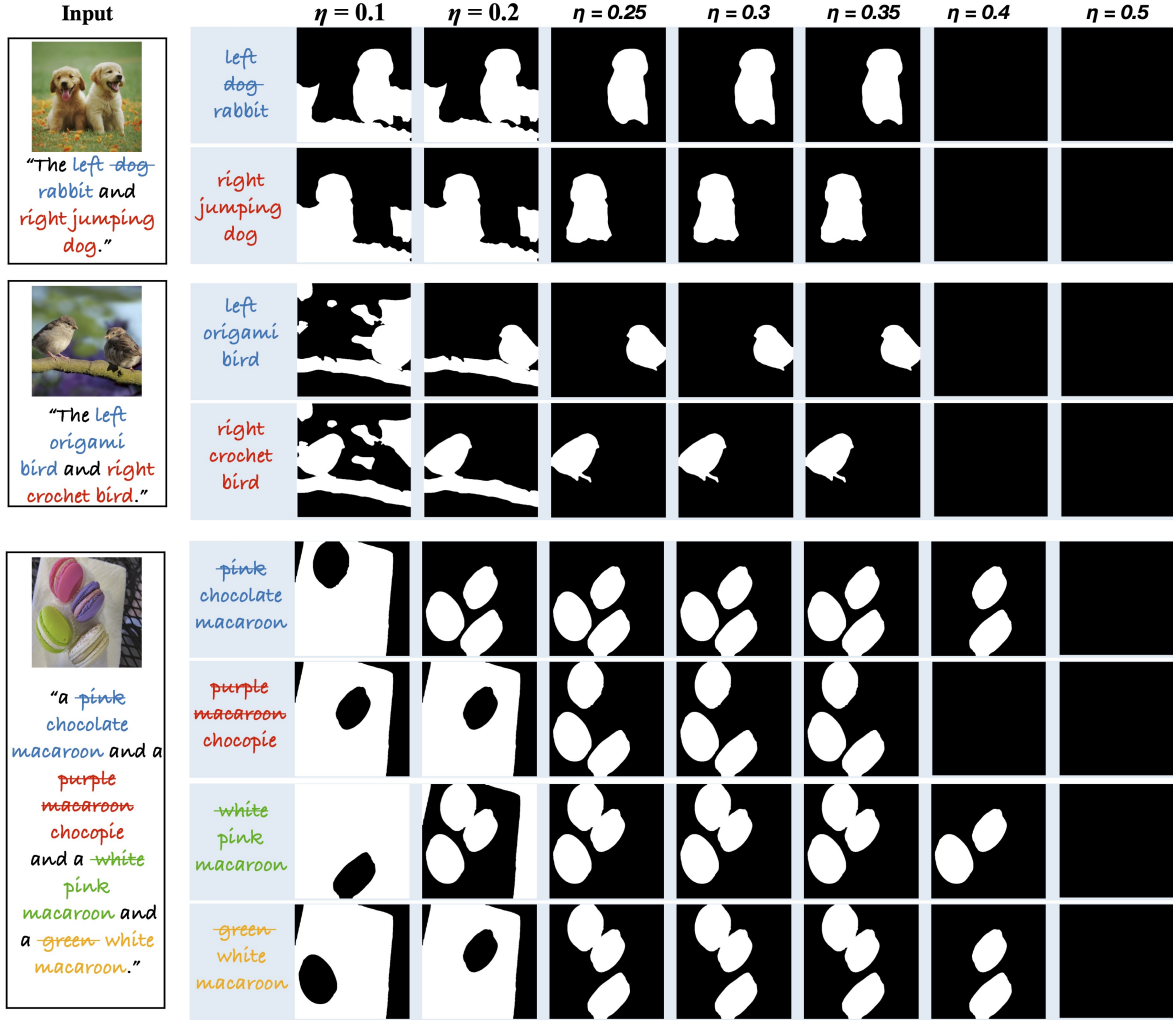 Input η = 0.1 η = 0.2 η = 0.25 η = 0.3 η = 0.35 η = 0.4 η = 0.5
“The left dog
rabbit and
right jumping
dog.”
left
dog
rabbit
right
jumping
dog
“The left
origami
bird and right
crochet bird.”
left
origami
bird
right
crochet
bird
“a pink
chocolate
macaroon and a
purple
macaroon
chocopie
and a white
pink
macaroon and
a green white
macaroon.”
pink
chocolate
macaroon
purple
macaroon
chocopie
white
pink
macaroon
green
white
macaroon